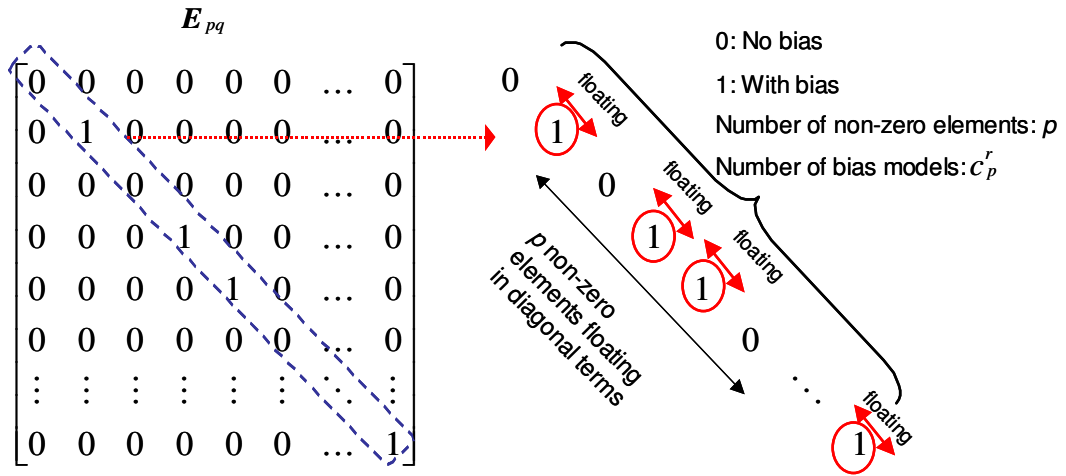 E pq
0 0 0 0 0 0 … 0
0 1 0 0 0 0 … 0
0 0 0 0 0 0 … 0
0 0 0 1 0 0 … 0
0 0 0 0 1 0 … 0
0 0 0 0 0 0 … 0
⋮ ⋮ ⋮ ⋮ ⋮ ⋮ ⋮ ⋮
0 0 0 0 0 0 … 1
0
1
floating
0
1
floating
1
floating
0
⋱
1
floating
p non-zero
elements floating
in diagonal terms
0: No bias
1: With bias
Number of non-zero elements: p
Number of bias models: c_p^r